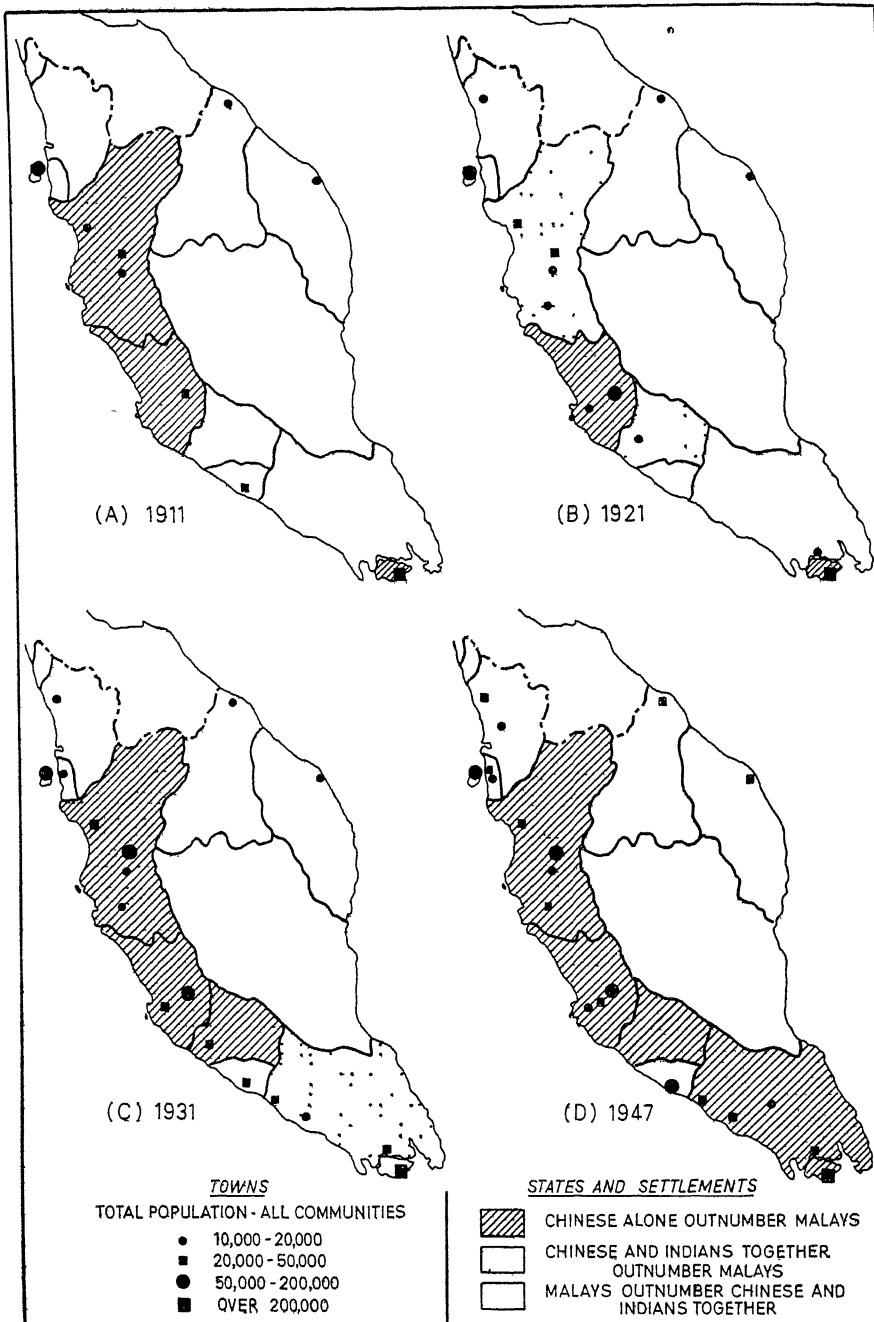 (A) 1911
(B) 1921
(C) 1931
(D) 1947
TOWNS
TOTAL POPULATION - ALL COMMUNITIES
10,000 - 20,000
20,000 - 50,000
50,000 - 200,000
OVER 200,000
STATES AND SETTLEMENTS
CHINESE ALONE OUTNUMBER MALAYS
CHINESE AND INDIANS TOGETHER
OUTNUMBER MALAYS
MALAYS OUTNUMBER CHINESE AND
INDIANS TOGETHER